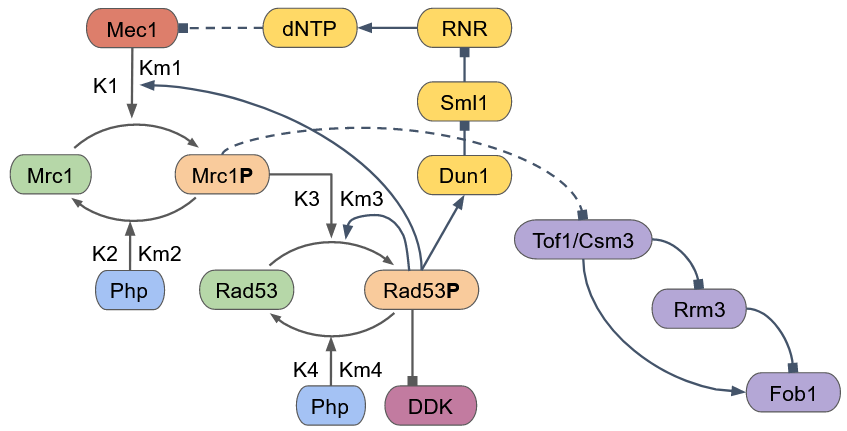 Mec1
dNTP
RNR
Km1
K1
Sml1
Mrc1
Mrc1P
Dun1
K3
Km3
K2
Km2
Tof1/Csm3
Php
Rad53
Rad53P
Rrm3
K4
Km4
Php
DDK
Fob1